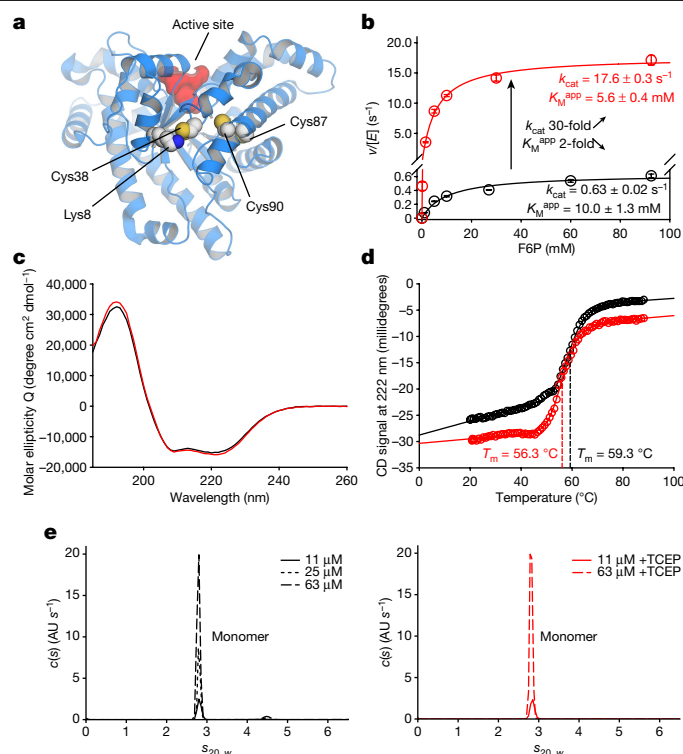 a
Active site
Cys87
Cys38
Lys8
Cys90
b
v/[E] (s⁻¹)
20.0
15.0
10.0
5.0
0.6
0.4
0.2
0
kcat = 17.6 ± 0.3 s⁻¹
KMapp = 5.6 ± 0.4 mM
kcat 30-fold ↗
KMapp 2-fold ↘
kcat = 0.63 ± 0.02 s⁻¹
KMapp = 10.0 ± 1.3 mM
0 20 40 60 80 100
F6P (mM)
c
Molar ellipticity Q (degree cm² dmol⁻¹)
40,000
30,000
20,000
10,000
0
−10,000
−20,000
200 220 240 260
Wavelength (nm)
d
CD signal at 222 nm (millidegrees)
0
−5
−10
−15
−20
−25
−30
−35
Tm = 56.3 °C
Tm = 59.3 °C
0 20 40 60 80 100
Temperature (°C)
e
c(s) (AU s⁻¹)
20
15
10
5
0
11 μM
25 μM
63 μM
Monomer
0 1 2 3 4 5 6
s20, w
c(s) (AU s⁻¹)
20
15
10
5
0
11 μM +TCEP
63 μM +TCEP
Monomer
0 1 2 3 4 5 6
s20, w